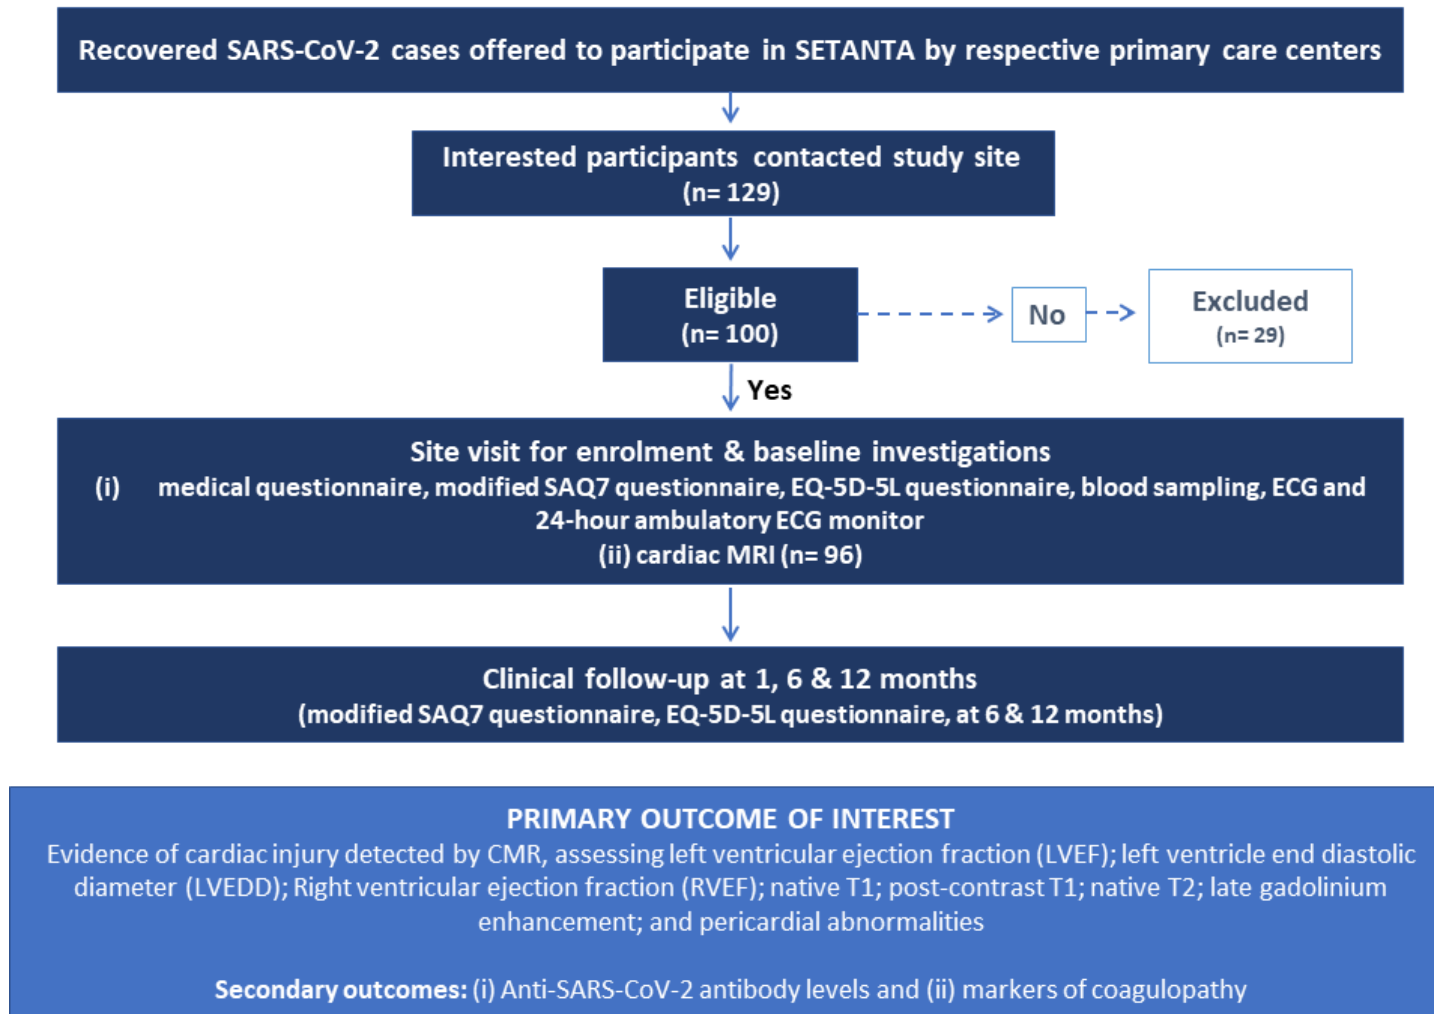 Recovered SARS-CoV-2 cases offered to participate in SETANTA by respective primary care centers
Interested participants contacted study site
(n= 129)
Eligible
(n= 100)
No
Excluded
(n= 29)
Yes
Site visit for enrolment & baseline investigations
(i) medical questionnaire, modified SAQ7 questionnaire, EQ-5D-5L questionnaire, blood sampling, ECG and
24-hour ambulatory ECG monitor
(ii) cardiac MRI (n= 96)
Clinical follow-up at 1, 6 & 12 months
(modified SAQ7 questionnaire, EQ-5D-5L questionnaire, at 6 & 12 months)
PRIMARY OUTCOME OF INTEREST
Evidence of cardiac injury detected by CMR, assessing left ventricular ejection fraction (LVEF); left ventricle end diastolic
diameter (LVEDD); Right ventricular ejection fraction (RVEF); native T1; post-contrast T1; native T2; late gadolinium
enhancement; and pericardial abnormalities
Secondary outcomes: (i) Anti-SARS-CoV-2 antibody levels and (ii) markers of coagulopathy